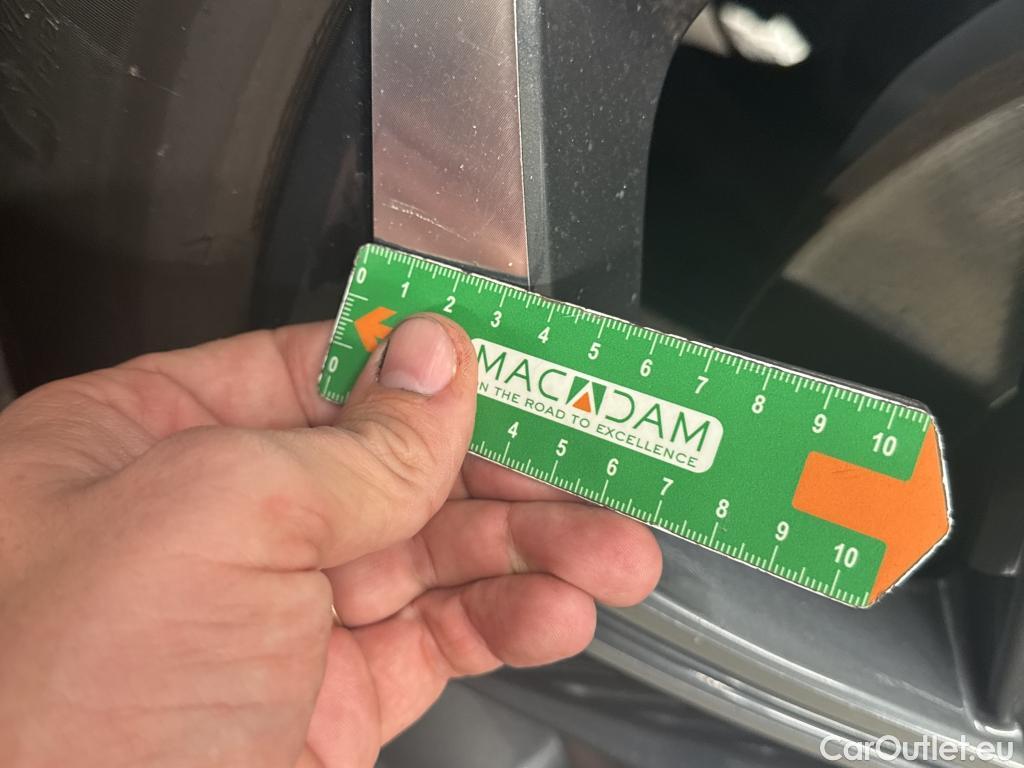 0 1 2 3 4 5 6 7 8 9 10
MACADAM
ON THE ROAD TO EXCELLENCE
0 4 5 6 7 8 9 10
CarOutlet.eu